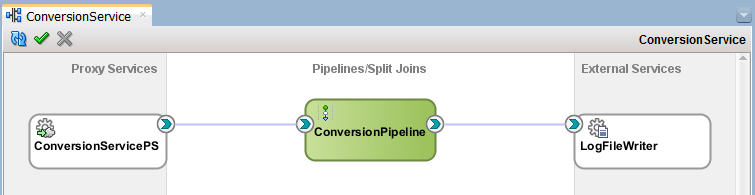 ConversionService
ConversionService
Proxy Services
Pipelines/Split Joins
External Services
ConversionServicePS
ConversionPipeline
LogFileWriter